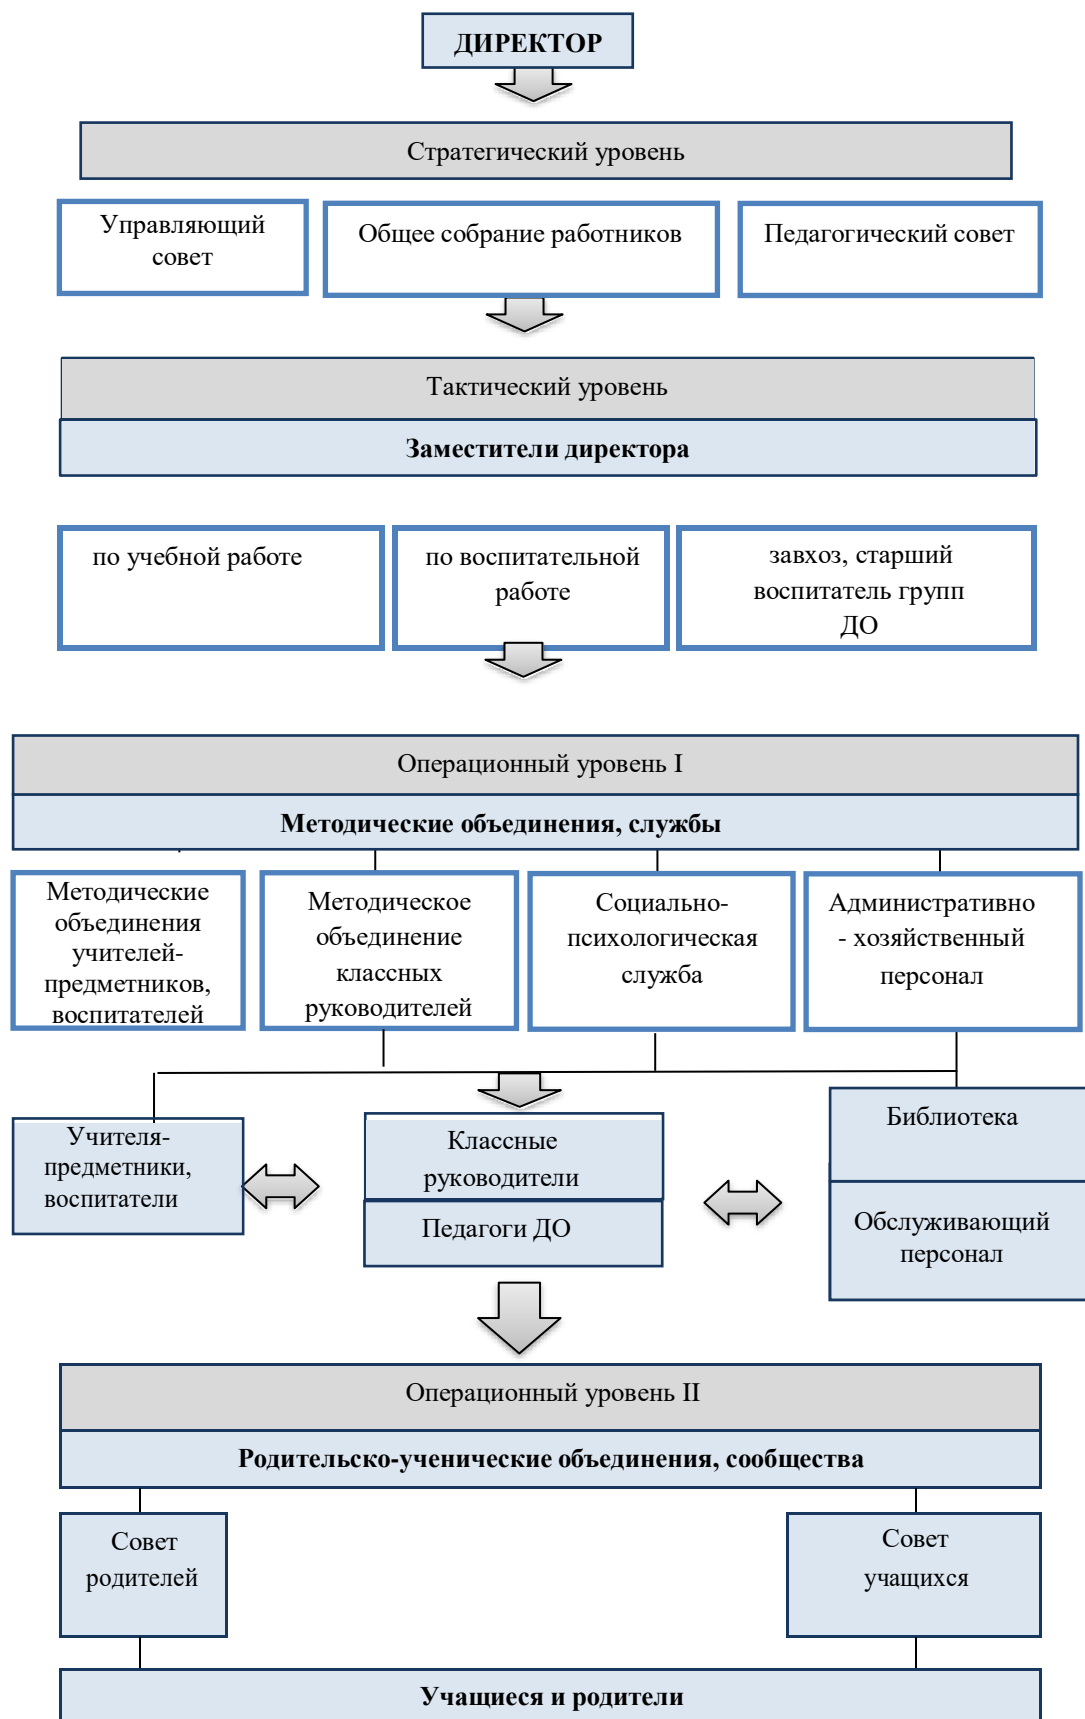 ДИРЕКТОР
Стратегический уровень
Управляющий
совет
Общее собрание работников
Педагогический совет
Тактический уровень
Заместители директора
по учебной работе
по воспитательной
работе
завхоз, старший
воспитатель групп
ДО
Операционный уровень I
Методические объединения, службы
Методические
объединения
учителей-
предметников,
воспитателей
Методическое
объединение
классных
руководителей
Социально-
психологическая
служба
Административно
- хозяйственный
персонал
Учителя-
предметники,
воспитатели
Классные
руководители
Педагоги ДО
Библиотека
Обслуживающий
персонал
Операционный уровень II
Родительско-ученические объединения, сообщества
Совет
родителей
Совет
учащихся
Учащиеся и родители